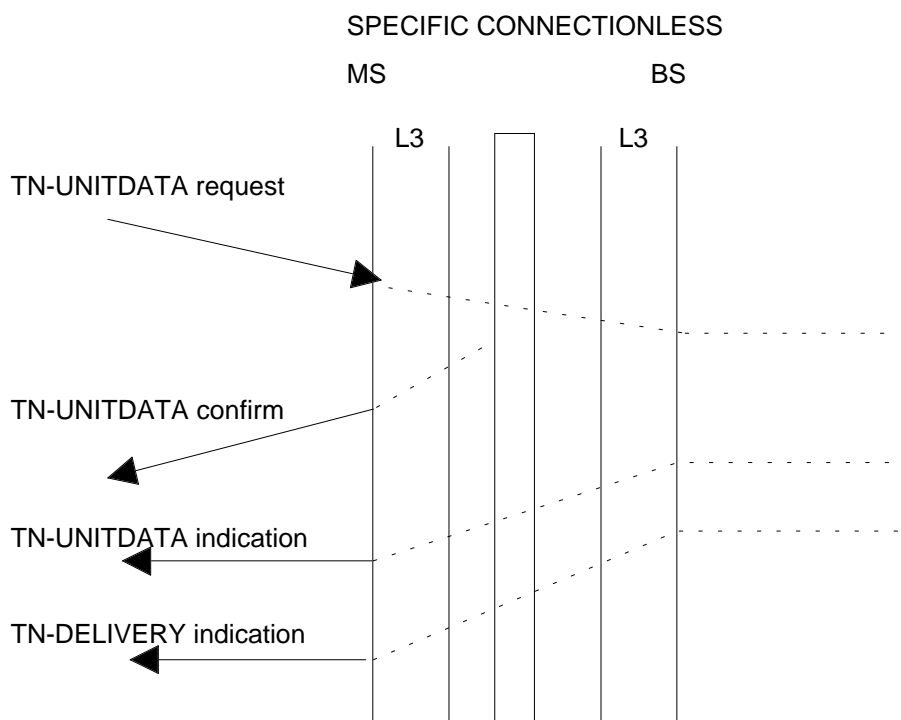 SPECIFIC CONNECTIONLESS
MS BS
L3 L3
TN-UNITDATA request
TN-UNITDATA confirm
TN-UNITDATA indication
TN-DELIVERY indication